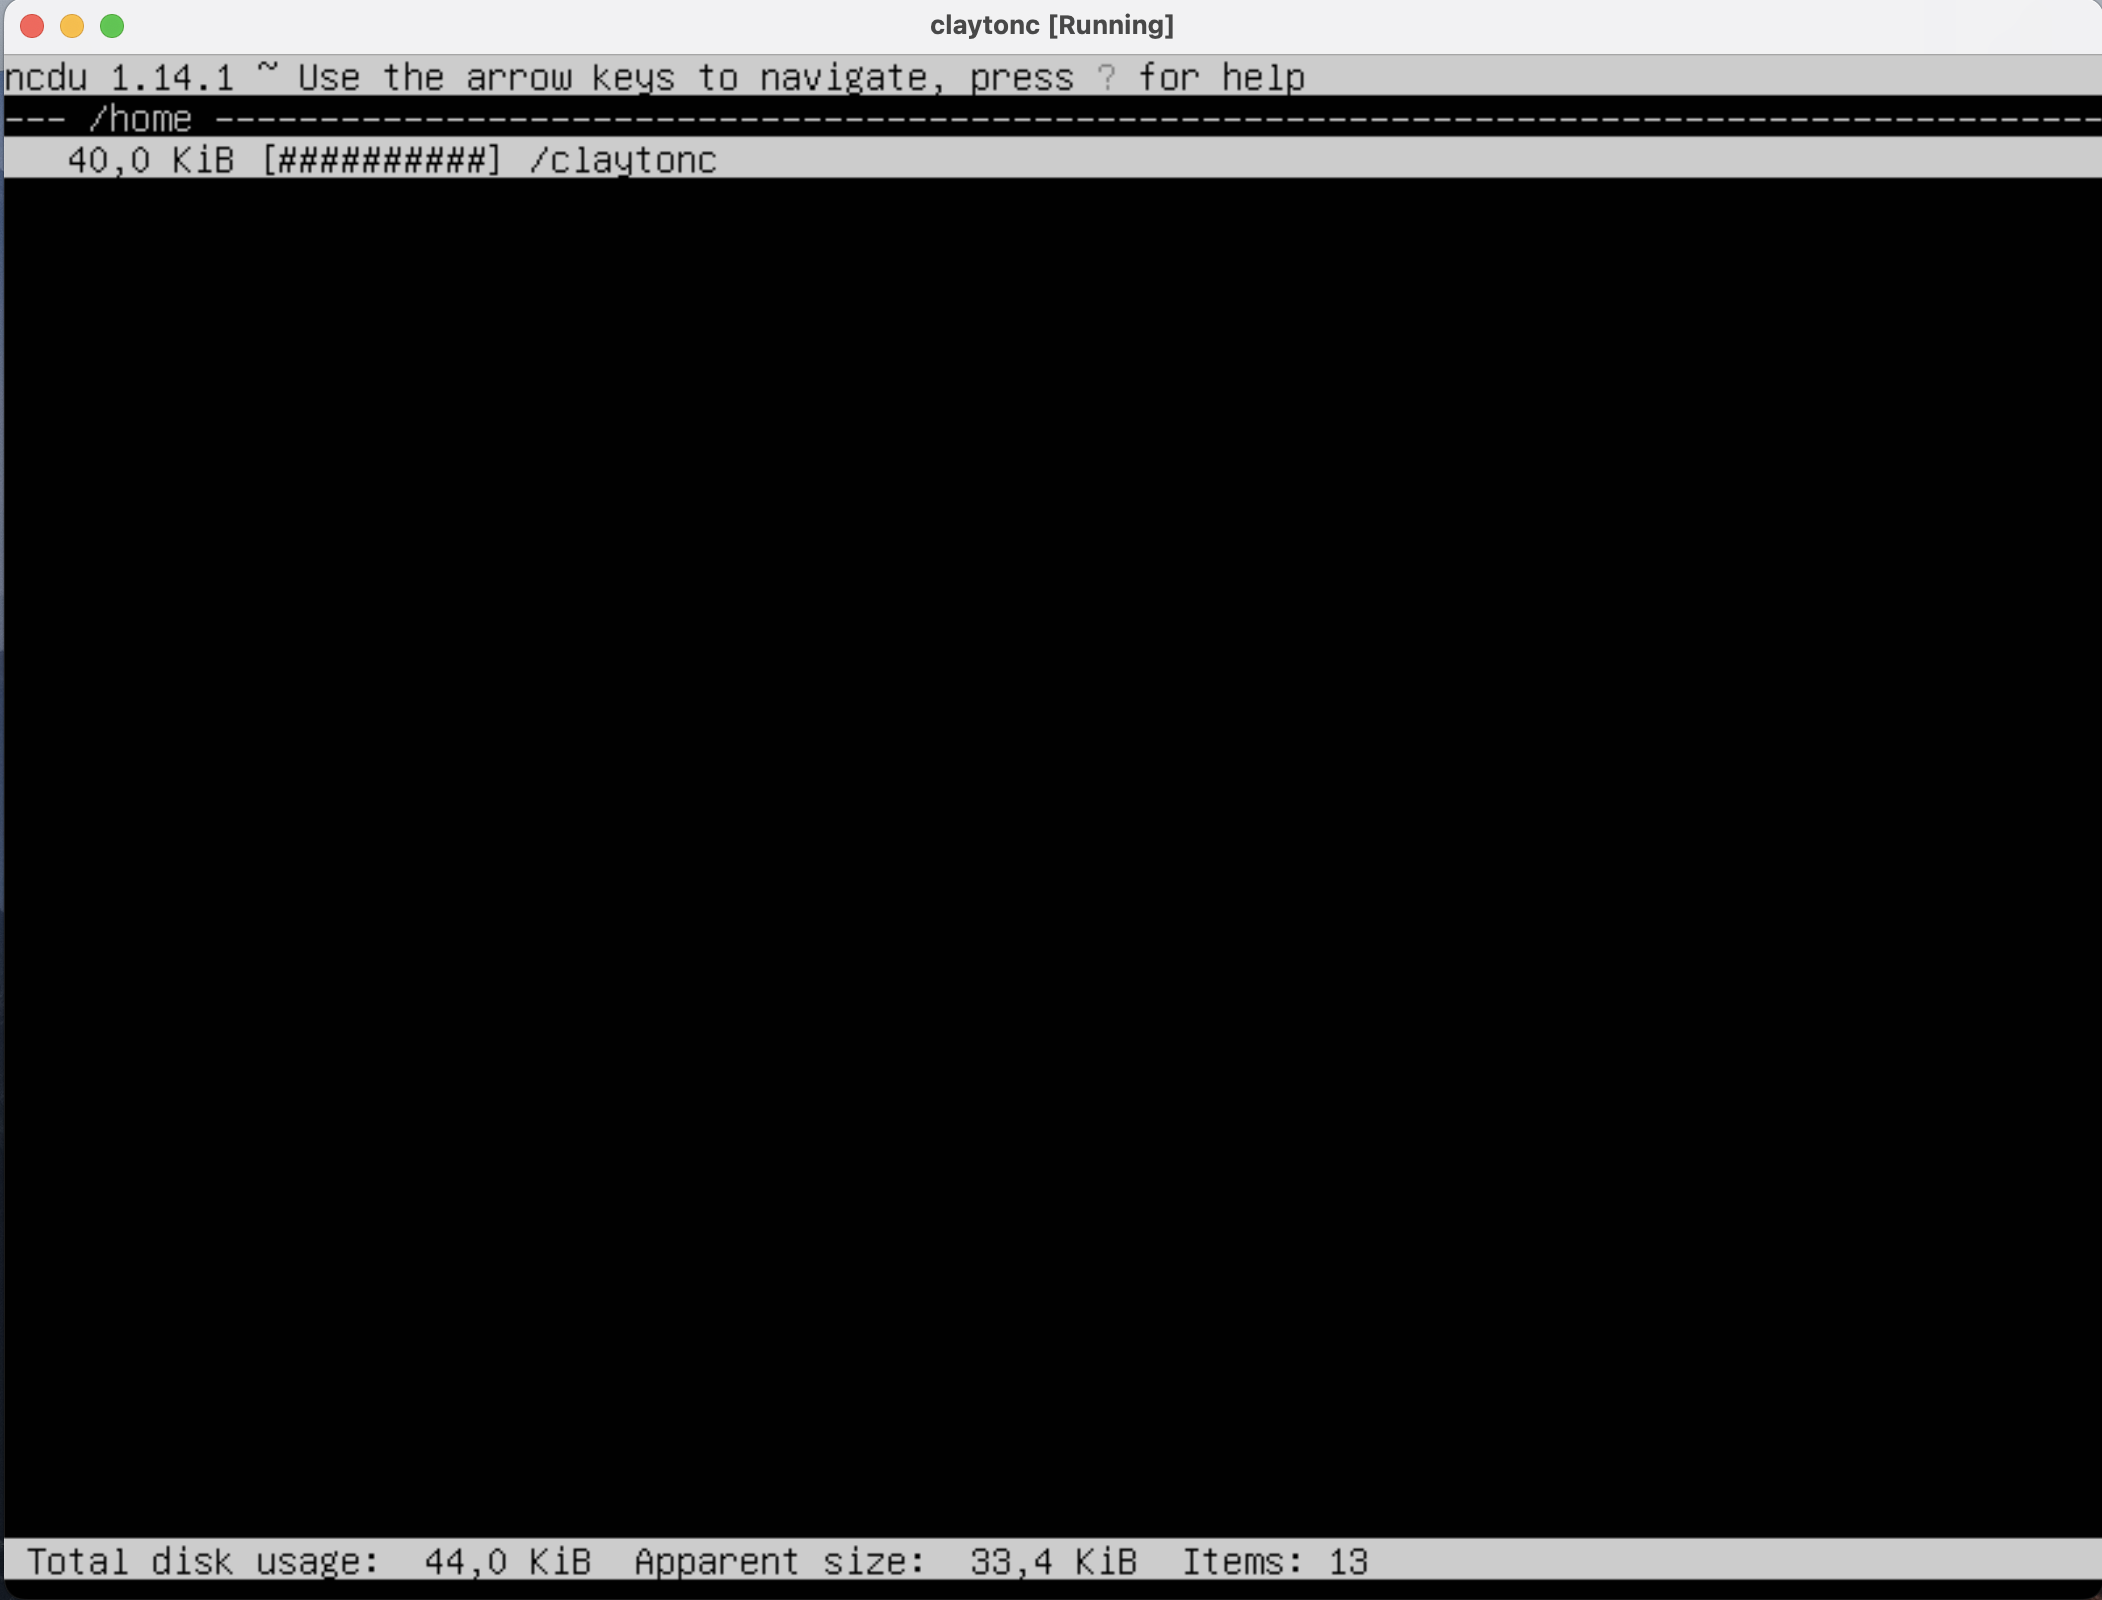 claytonc [Running]
ncdu 1.14.1 ~ Use the arrow keys to navigate, press ? for help
--- /home ------------------------------------------------------------------------------------------
   40,0 KiB [##########] /claytonc
 Total disk usage:  44,0 KiB  Apparent size:  33,4 KiB  Items: 13